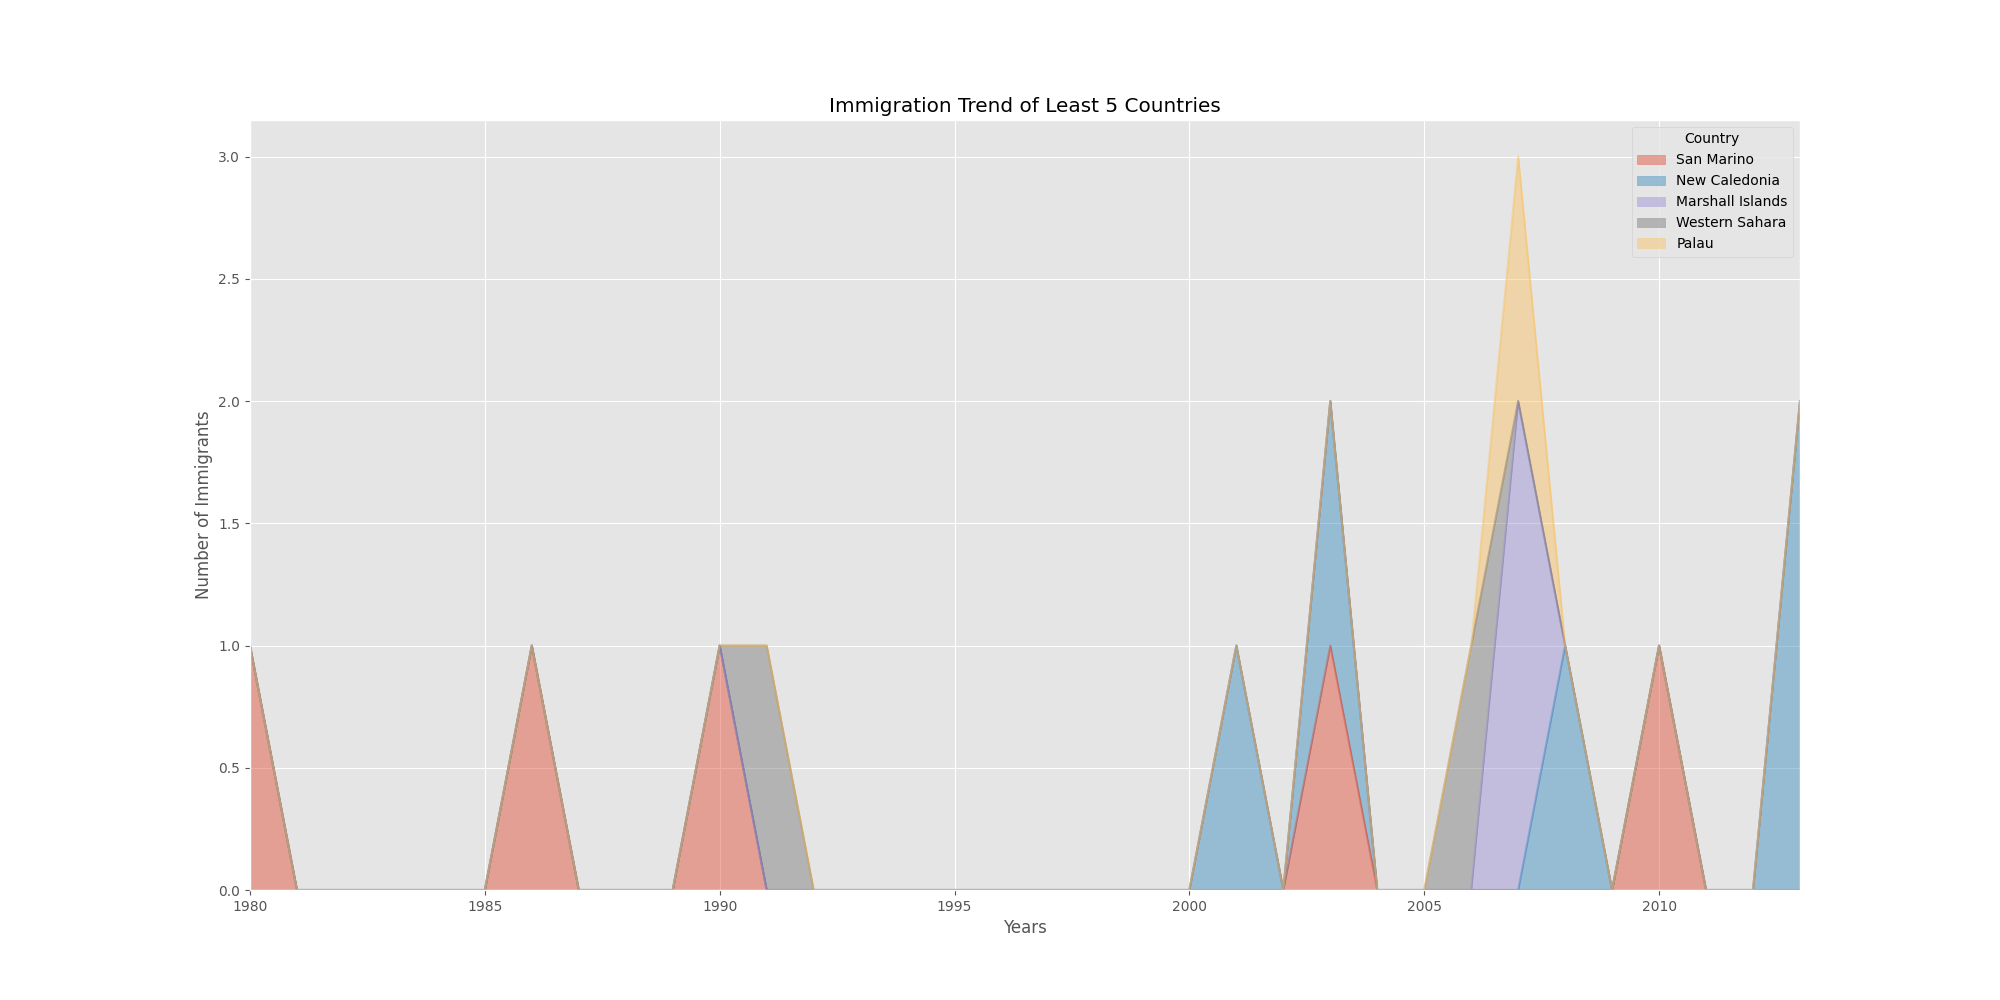 Immigration Trend of Least 5 Countries
Country
San Marino
New Caledonia
Marshall Islands
Western Sahara
Palau
Number of Immigrants
3.0
2.5
2.0
1.5
1.0
0.5
0.0
1980 1985 1990 1995 2000 2005 2010
Years